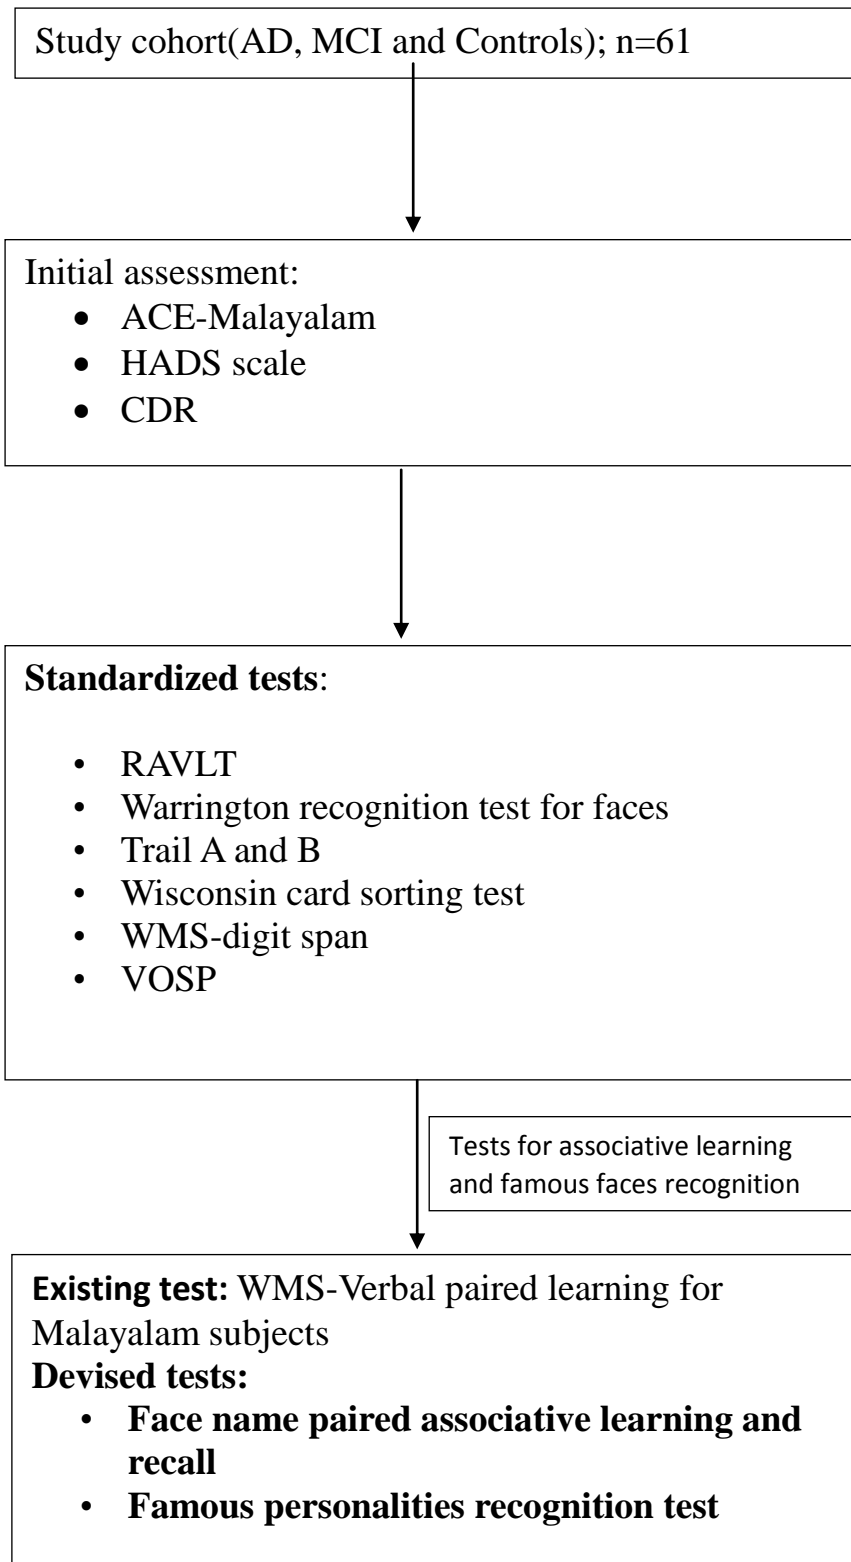 Study cohort(AD, MCI and Controls); n=61
Initial assessment:
• ACE-Malayalam
• HADS scale
• CDR
Standardized tests:
• RAVLT
• Warrington recognition test for faces
• Trail A and B
• Wisconsin card sorting test
• WMS-digit span
• VOSP
Tests for associative learning
and famous faces recognition
Existing test: WMS-Verbal paired learning for
Malayalam subjects
Devised tests:
• Face name paired associative learning and
recall
• Famous personalities recognition test